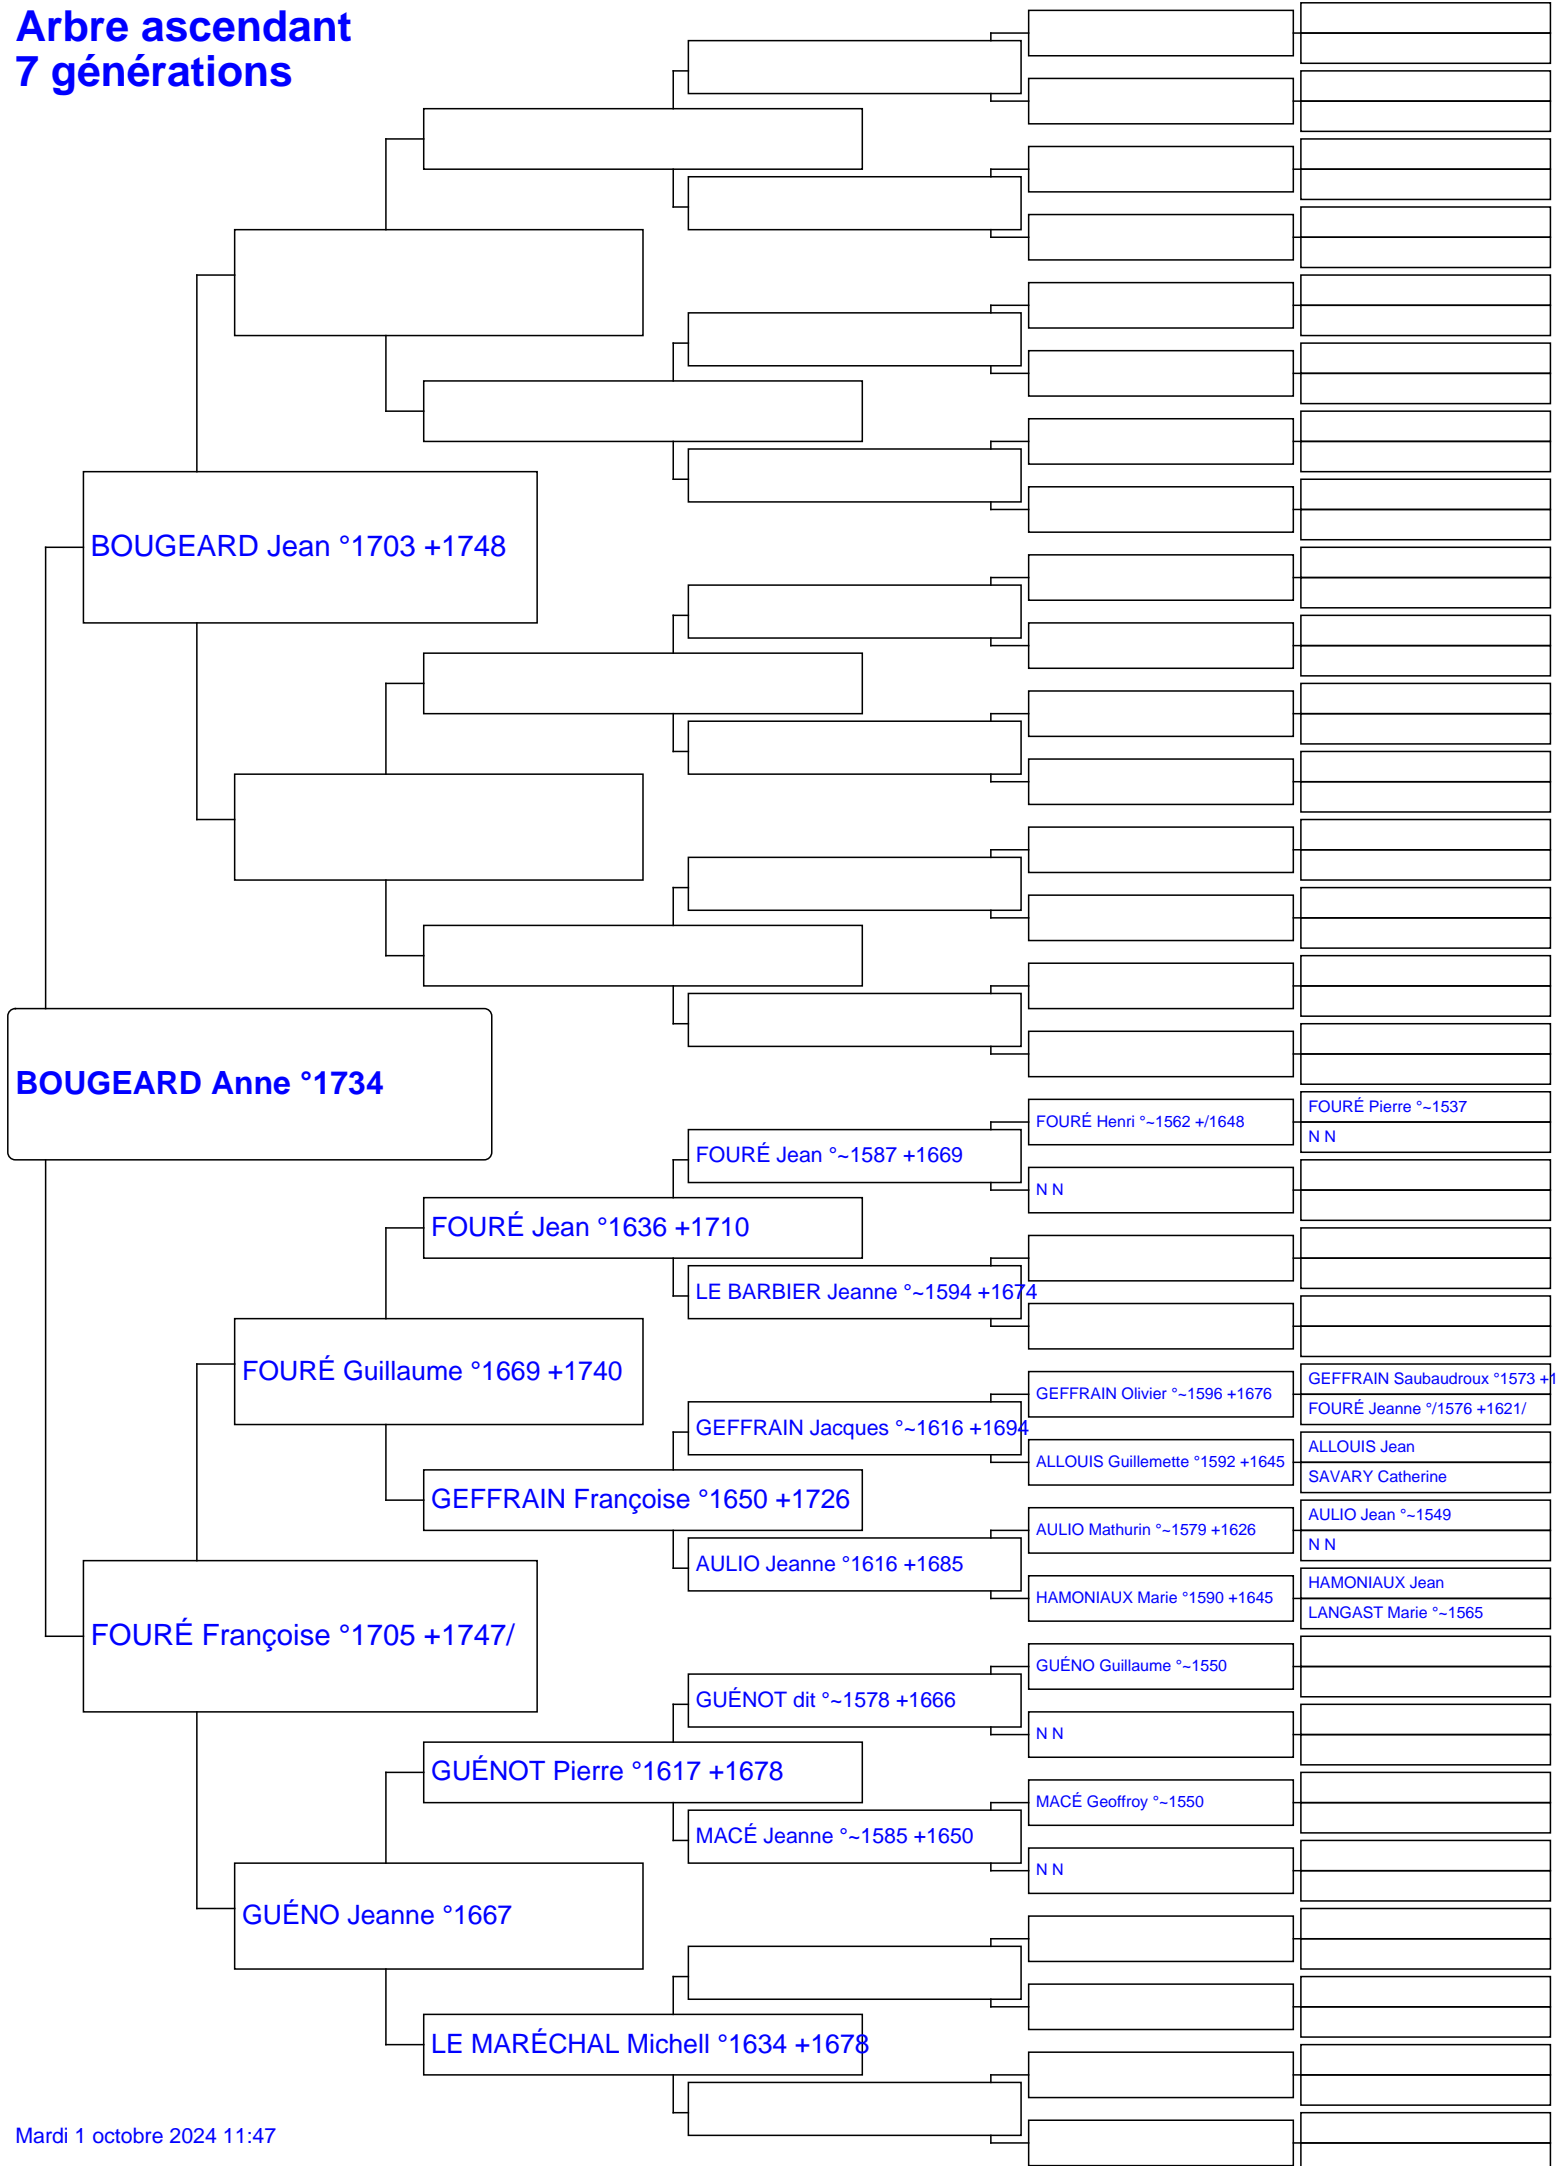 Arbre ascendant
7 générations
BOUGEARD Jean °1703 +1748
BOUGEARD Anne °1734
FOURÉ Pierre °~1537
FOURÉ Henri °~1562 +/1648
N N
FOURÉ Jean °~1587 +1669
N N
FOURÉ Jean °1636 +1710
LE BARBIER Jeanne °~1594 +1674
FOURÉ Guillaume °1669 +1740
GEFFRAIN Saubaudroux °1573 +1
GEFFRAIN Olivier °~1596 +1676
FOURÉ Jeanne °/1576 +1621/
GEFFRAIN Jacques °~1616 +1694
ALLOUIS Jean
ALLOUIS Guillemette °1592 +1645
SAVARY Catherine
GEFFRAIN Françoise °1650 +1726
AULIO Jean °~1549
AULIO Mathurin °~1579 +1626
N N
AULIO Jeanne °1616 +1685
HAMONIAUX Jean
HAMONIAUX Marie °1590 +1645
LANGAST Marie °~1565
FOURÉ Françoise °1705 +1747/
GUÉNO Guillaume °~1550
GUÉNOT dit °~1578 +1666
N N
GUÉNOT Pierre °1617 +1678
MACÉ Geoffroy °~1550
MACÉ Jeanne °~1585 +1650
N N
GUÉNO Jeanne °1667
LE MARÉCHAL Michell °1634 +1678
Mardi 1 octobre 2024 11:47